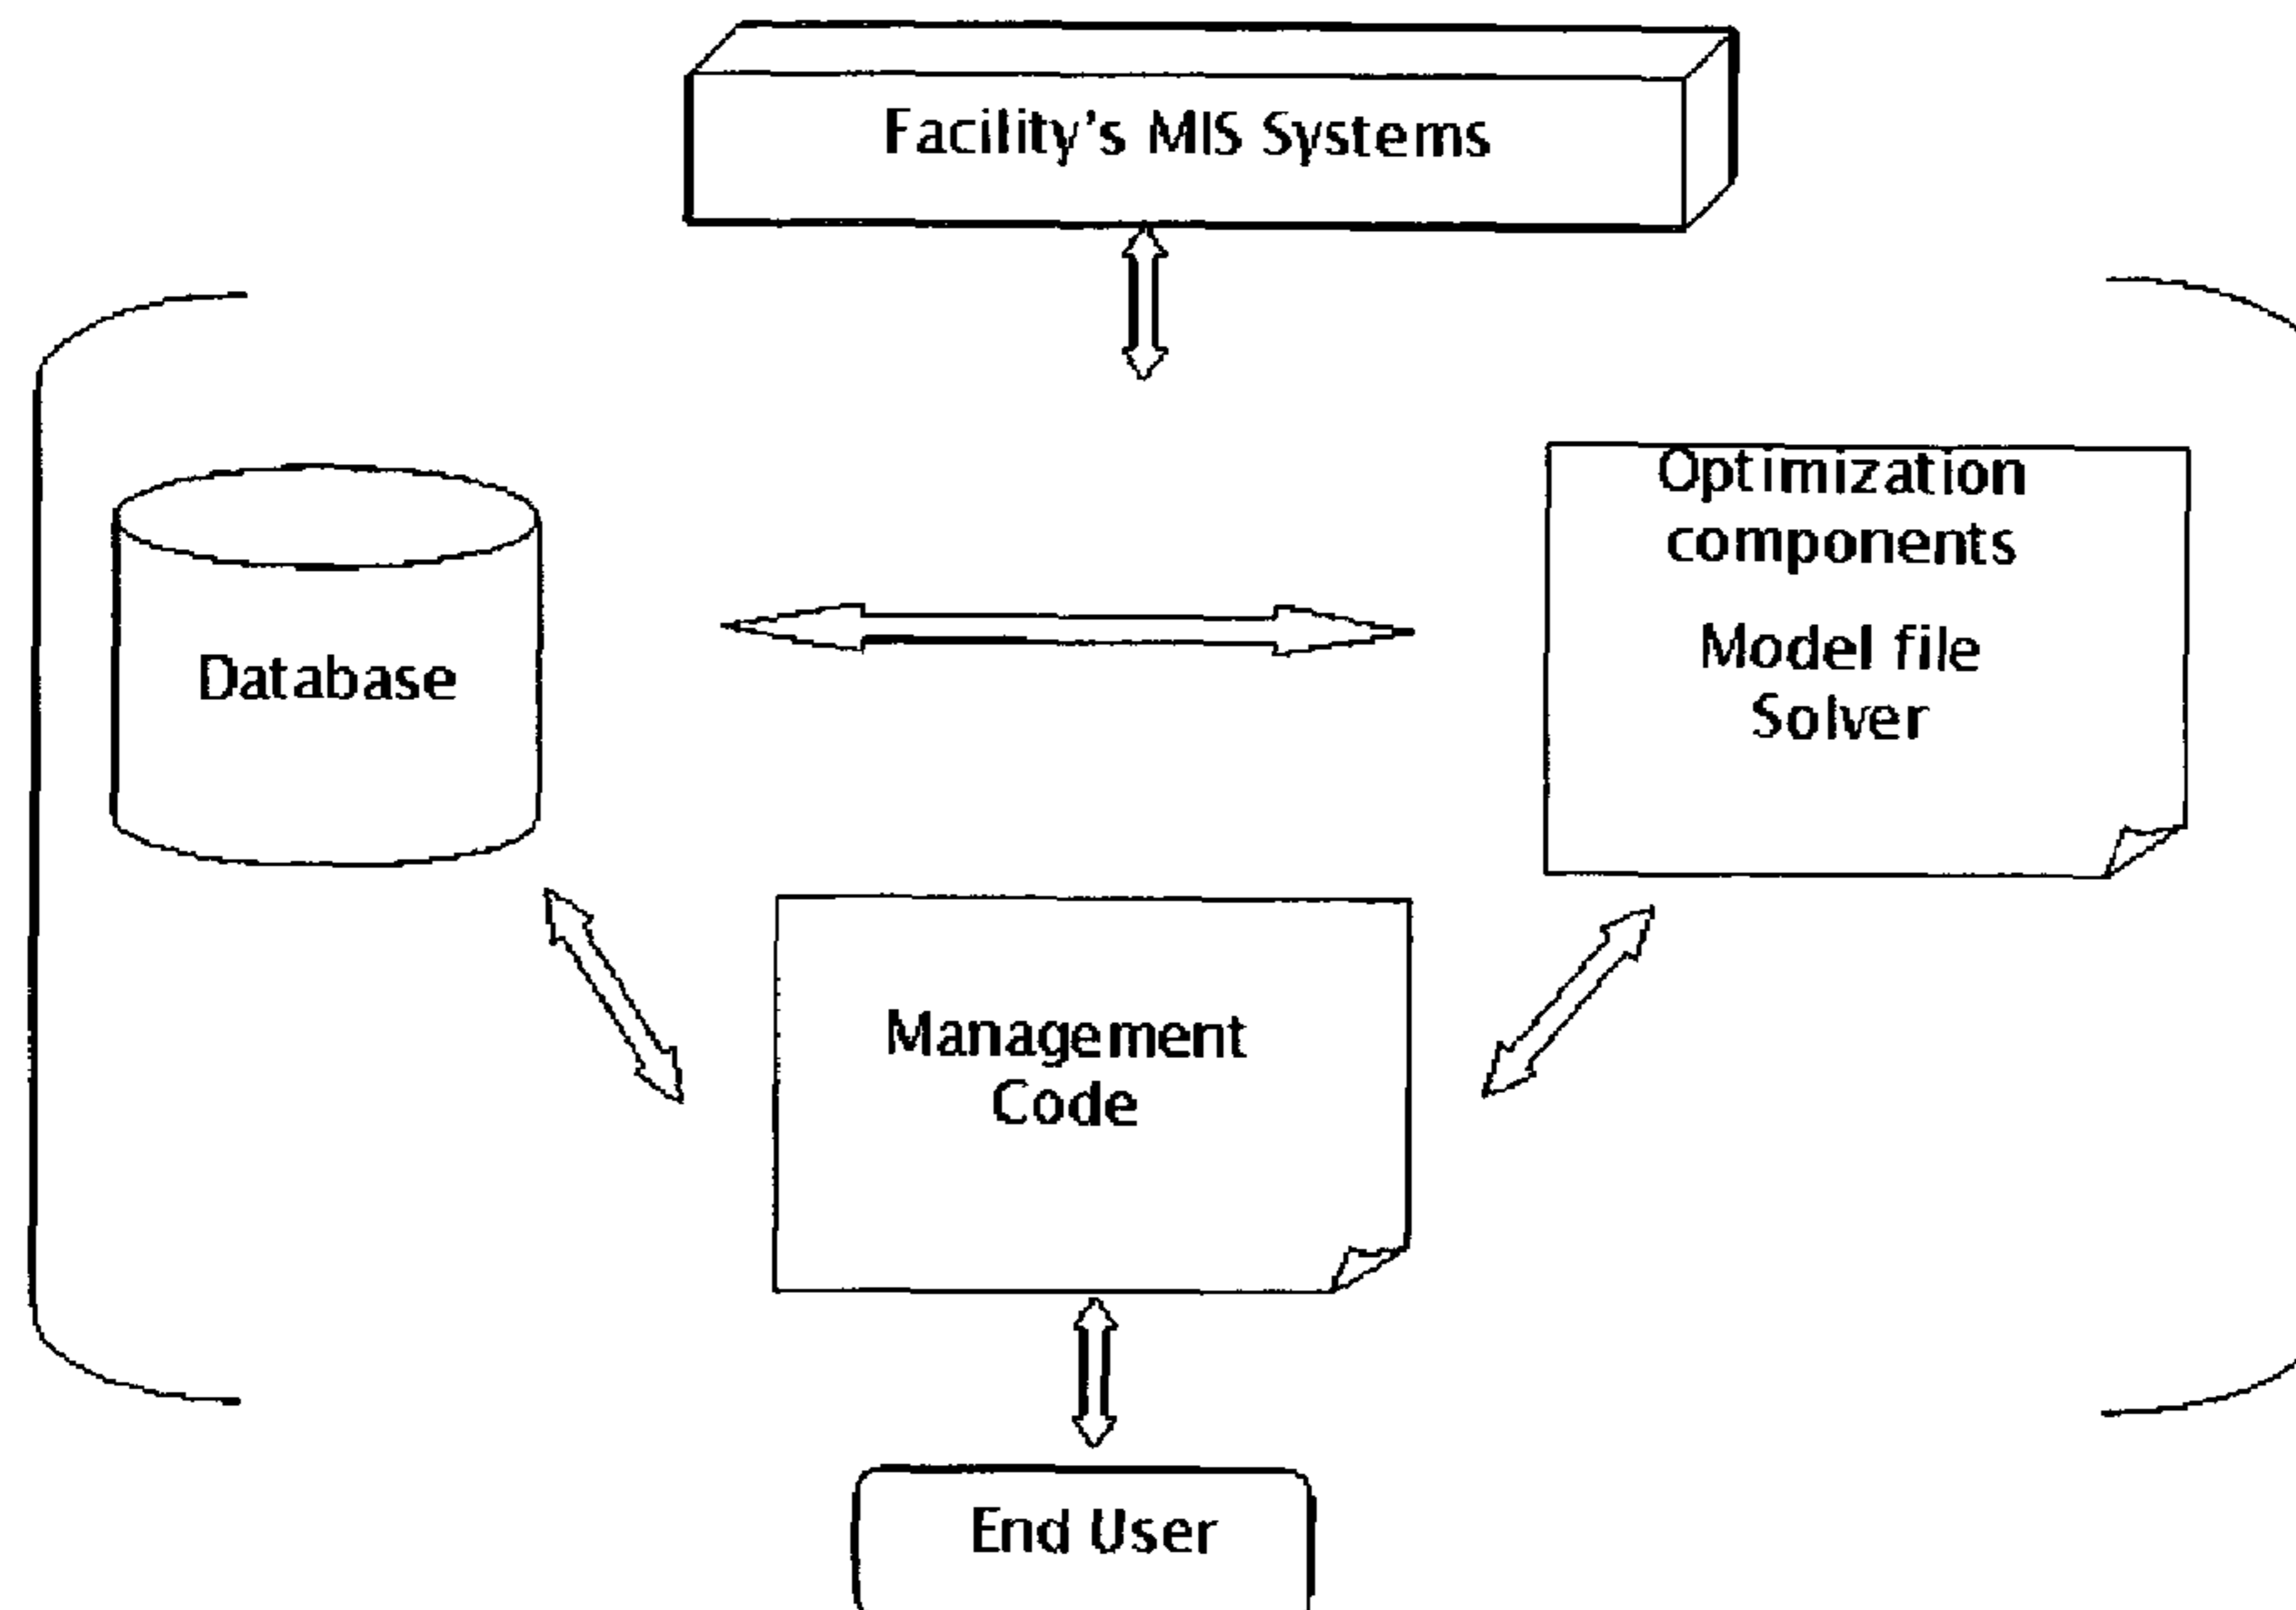 Facility's MIS Systems
Optimization
components
Model file
Solver
Database
Management
Code
End User